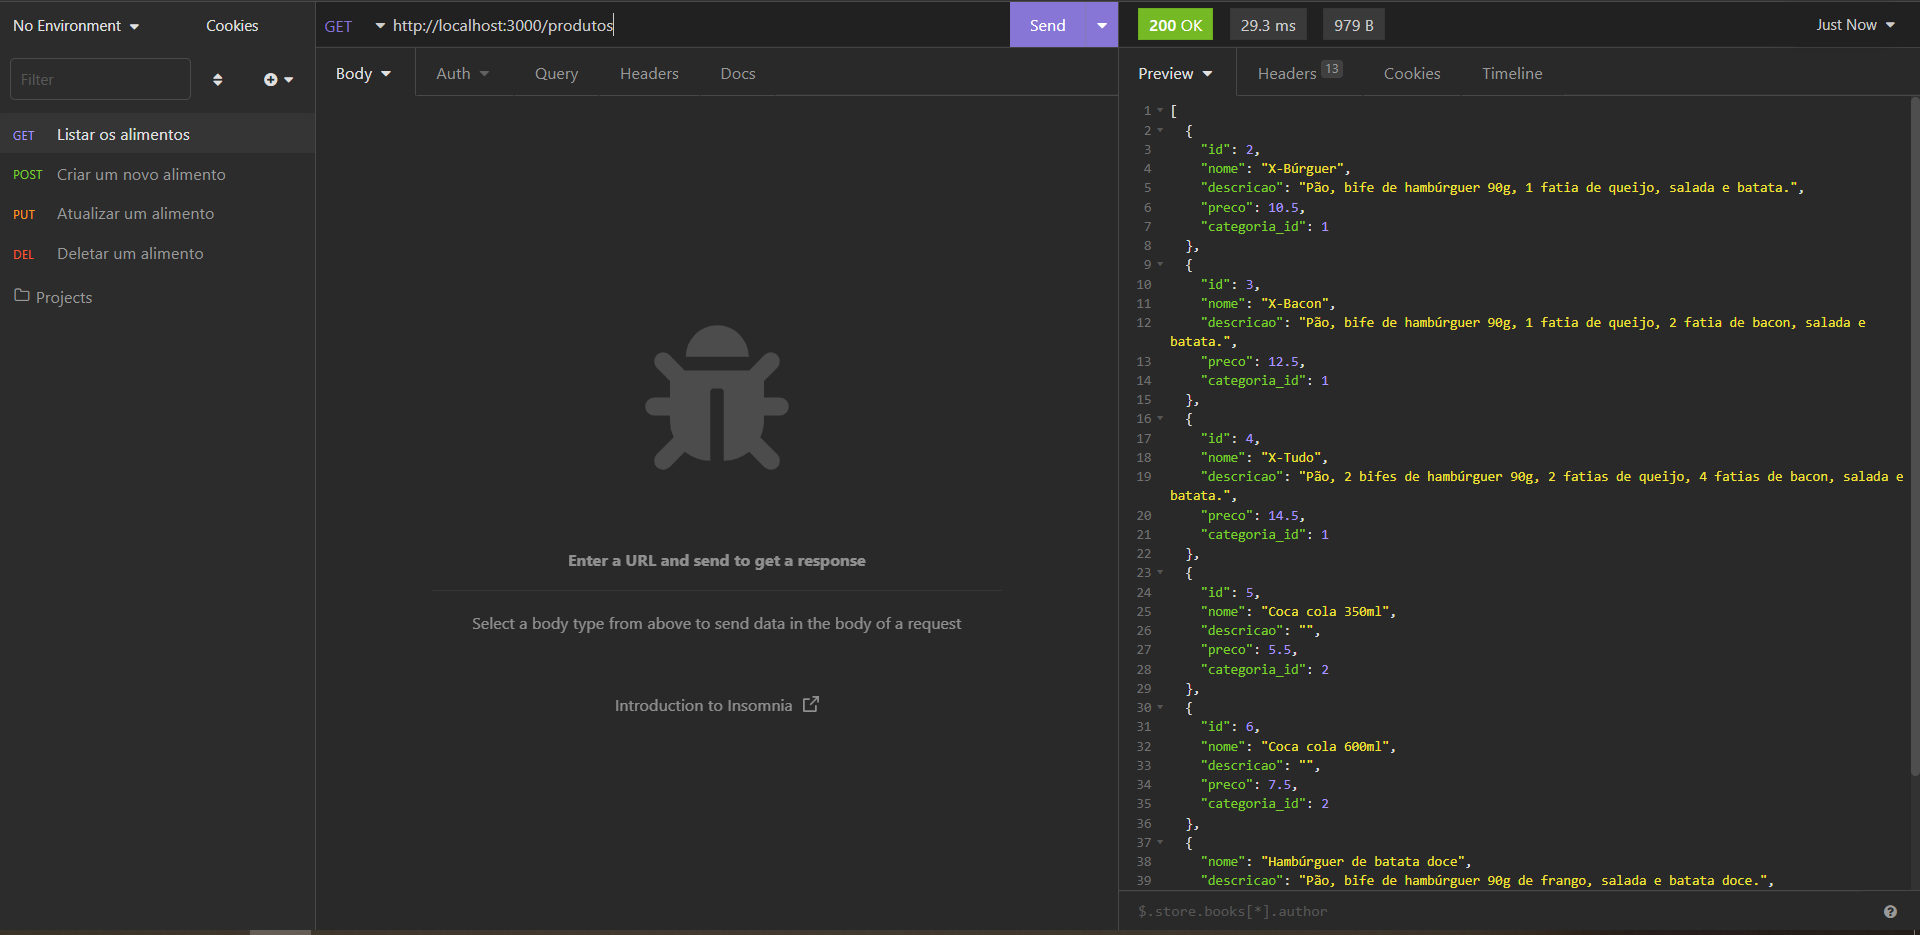 No Environment
Cookies
Filter
GET Listar os alimentos
POST Criar um novo alimento
PUT Atualizar um alimento
DEL Deletar um alimento
Projects
GET http://localhost:3000/produtos Send
Body Auth Query Headers Docs
Enter a URL and send to get a response
Select a body type from above to send data in the body of a request
Introduction to Insomnia
200 OK 29.3 ms 979 B Just Now
Preview Headers 13 Cookies Timeline
1 [
2 {
3 "id": 2,
4 "nome": "X-Búrguer",
5 "descricao": "Pão, bife de hambúrguer 90g, 1 fatia de queijo, salada e batata.",
6 "preco": 10.5,
7 "categoria_id": 1
8 },
9 {
10 "id": 3,
11 "nome": "X-Bacon",
12 "descricao": "Pão, bife de hambúrguer 90g, 1 fatia de queijo, 2 fatia de bacon, salada e
batata.",
13 "preco": 12.5,
14 "categoria_id": 1
15 },
16 {
17 "id": 4,
18 "nome": "X-Tudo",
19 "descricao": "Pão, 2 bifes de hambúrguer 90g, 2 fatias de queijo, 4 fatias de bacon, salada e
batata.",
20 "preco": 14.5,
21 "categoria_id": 1
22 },
23 {
24 "id": 5,
25 "nome": "Coca cola 350ml",
26 "descricao": "",
27 "preco": 5.5,
28 "categoria_id": 2
29 },
30 {
31 "id": 6,
32 "nome": "Coca cola 600ml",
33 "descricao": "",
34 "preco": 7.5,
35 "categoria_id": 2
36 },
37 {
38 "nome": "Hambúrguer de batata doce",
39 "descricao": "Pão, bife de hambúrguer 90g de frango, salada e batata doce.",
$.store.books[*].author